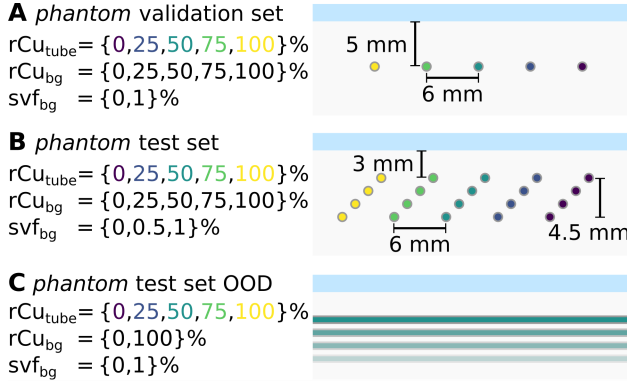 A phantom validation set
rCu_tube = {0,25,50,75,100}%
rCu_bg = {0,25,50,75,100}%
svf_bg = {0,1}%
5 mm
6 mm
B phantom test set
rCu_tube = {0,25,50,75,100}%
rCu_bg = {0,25,50,75,100}%
svf_bg = {0,0.5,1}%
3 mm
6 mm
4.5 mm
C phantom test set OOD
rCu_tube = {0,25,50,75,100}%
rCu_bg = {0,100}%
svf_bg = {0,1}%